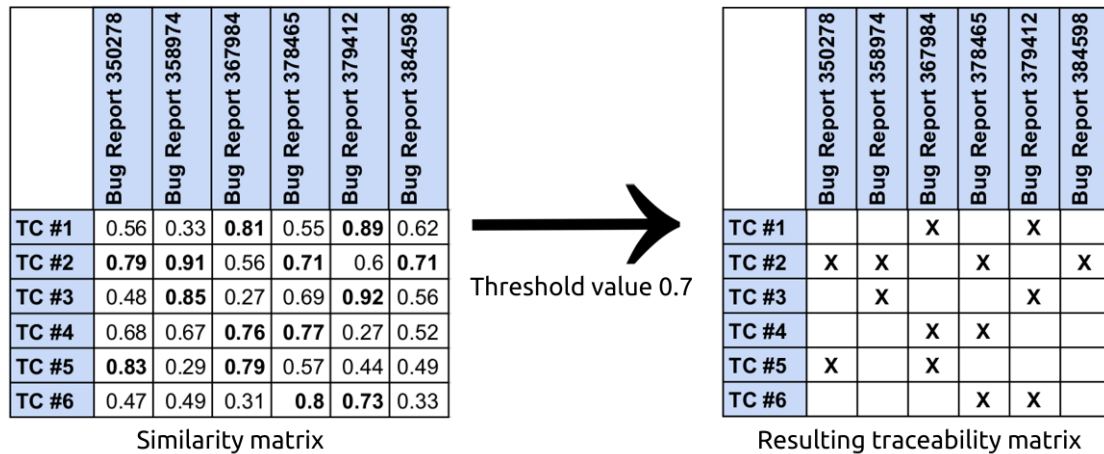 Bug Report 350278
Bug Report 358974
Bug Report 367984
Bug Report 378465
Bug Report 379412
Bug Report 384598
TC #1 0.56 0.33 0.81 0.55 0.89 0.62
TC #2 0.79 0.91 0.56 0.71 0.6 0.71
TC #3 0.48 0.85 0.27 0.69 0.92 0.56
TC #4 0.68 0.67 0.76 0.77 0.27 0.52
TC #5 0.83 0.29 0.79 0.57 0.44 0.49
TC #6 0.47 0.49 0.31 0.8 0.73 0.33
Similarity matrix
Threshold value 0.7
Bug Report 350278
Bug Report 358974
Bug Report 367984
Bug Report 378465
Bug Report 379412
Bug Report 384598
TC #1 X X
TC #2 X X X X
TC #3 X X
TC #4 X X
TC #5 X X
TC #6 X X
Resulting traceability matrix